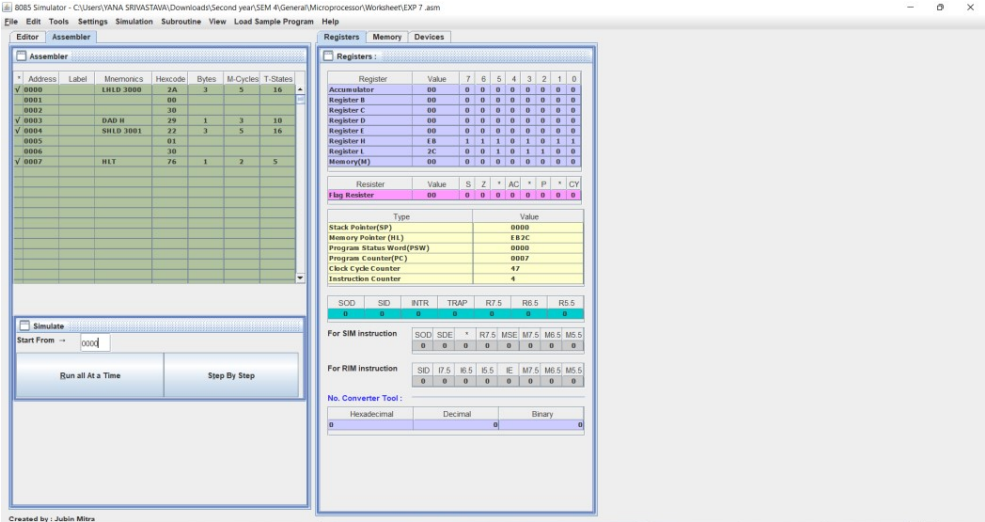 8085 Simulator - C:\Users\YANA SRIVASTAVA\Downloads\Second year\SEM 4\General\Microprocessor\Worksheet\EXP 7 .asm
File Edit Tools Settings Simulation Subroutine View Load Sample Program Help
Editor Assembler
Assembler
* Address Label Mnemonics Hexcode Bytes M-Cycles T-States
√ 0000 LHLD 3000 2A 3 5 16
0001 00
0002 30
√ 0003 DAD H 29 1 3 10
√ 0004 SHLD 3001 22 3 5 16
0005 01
0006 30
√ 0007 HLT 76 1 2 5
Simulate
Start From → 0000
Run all At a Time Step By Step
Created by : Jubin Mitra
Registers Memory Devices
Registers :
Register Value 7 6 5 4 3 2 1 0
Accumulator 00 0 0 0 0 0 0 0 0
Register B 00 0 0 0 0 0 0 0 0
Register C 00 0 0 0 0 0 0 0 0
Register D 00 0 0 0 0 0 0 0 0
Register E 00 0 0 0 0 0 0 0 0
Register H EB 1 1 1 0 1 0 1 1
Register L 2C 0 0 1 0 1 1 0 0
Memory(M) 00 0 0 0 0 0 0 0 0
Resister Value S Z * AC * P * CY
Flag Resister 00 0 0 0 0 0 0 0 0
Type Value
Stack Pointer(SP) 0000
Memory Pointer (HL) EB2C
Program Status Word(PSW) 0000
Program Counter(PC) 0007
Clock Cycle Counter 47
Instruction Counter 4
SOD SID INTR TRAP R7.5 R6.5 R5.5
0 0 0 0 0 0 0
For SIM instruction SOD SDE * R7.5 MSE M7.5 M6.5 M5.5
0 0 0 0 0 0 0 0
For RIM instruction SID I7.5 I6.5 I5.5 IE M7.5 M6.5 M5.5
0 0 0 0 0 0 0 0
No. Converter Tool :
Hexadecimal Decimal Binary
0 0 0